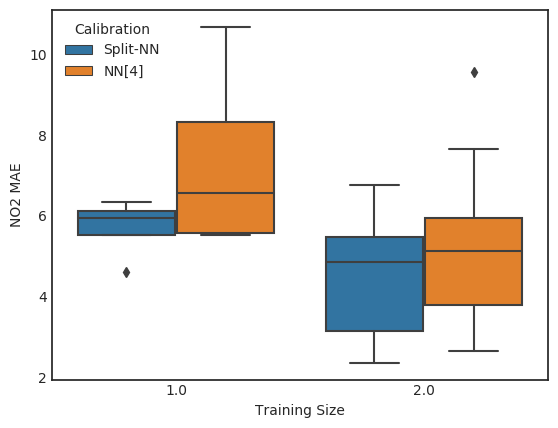 Calibration
Split-NN
NN[4]
10
8
6
4
2
NO2 MAE
1.0
2.0
Training Size